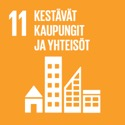 11 KESTÄVÄT
KAUPUNGIT
JA YHTEISÖT